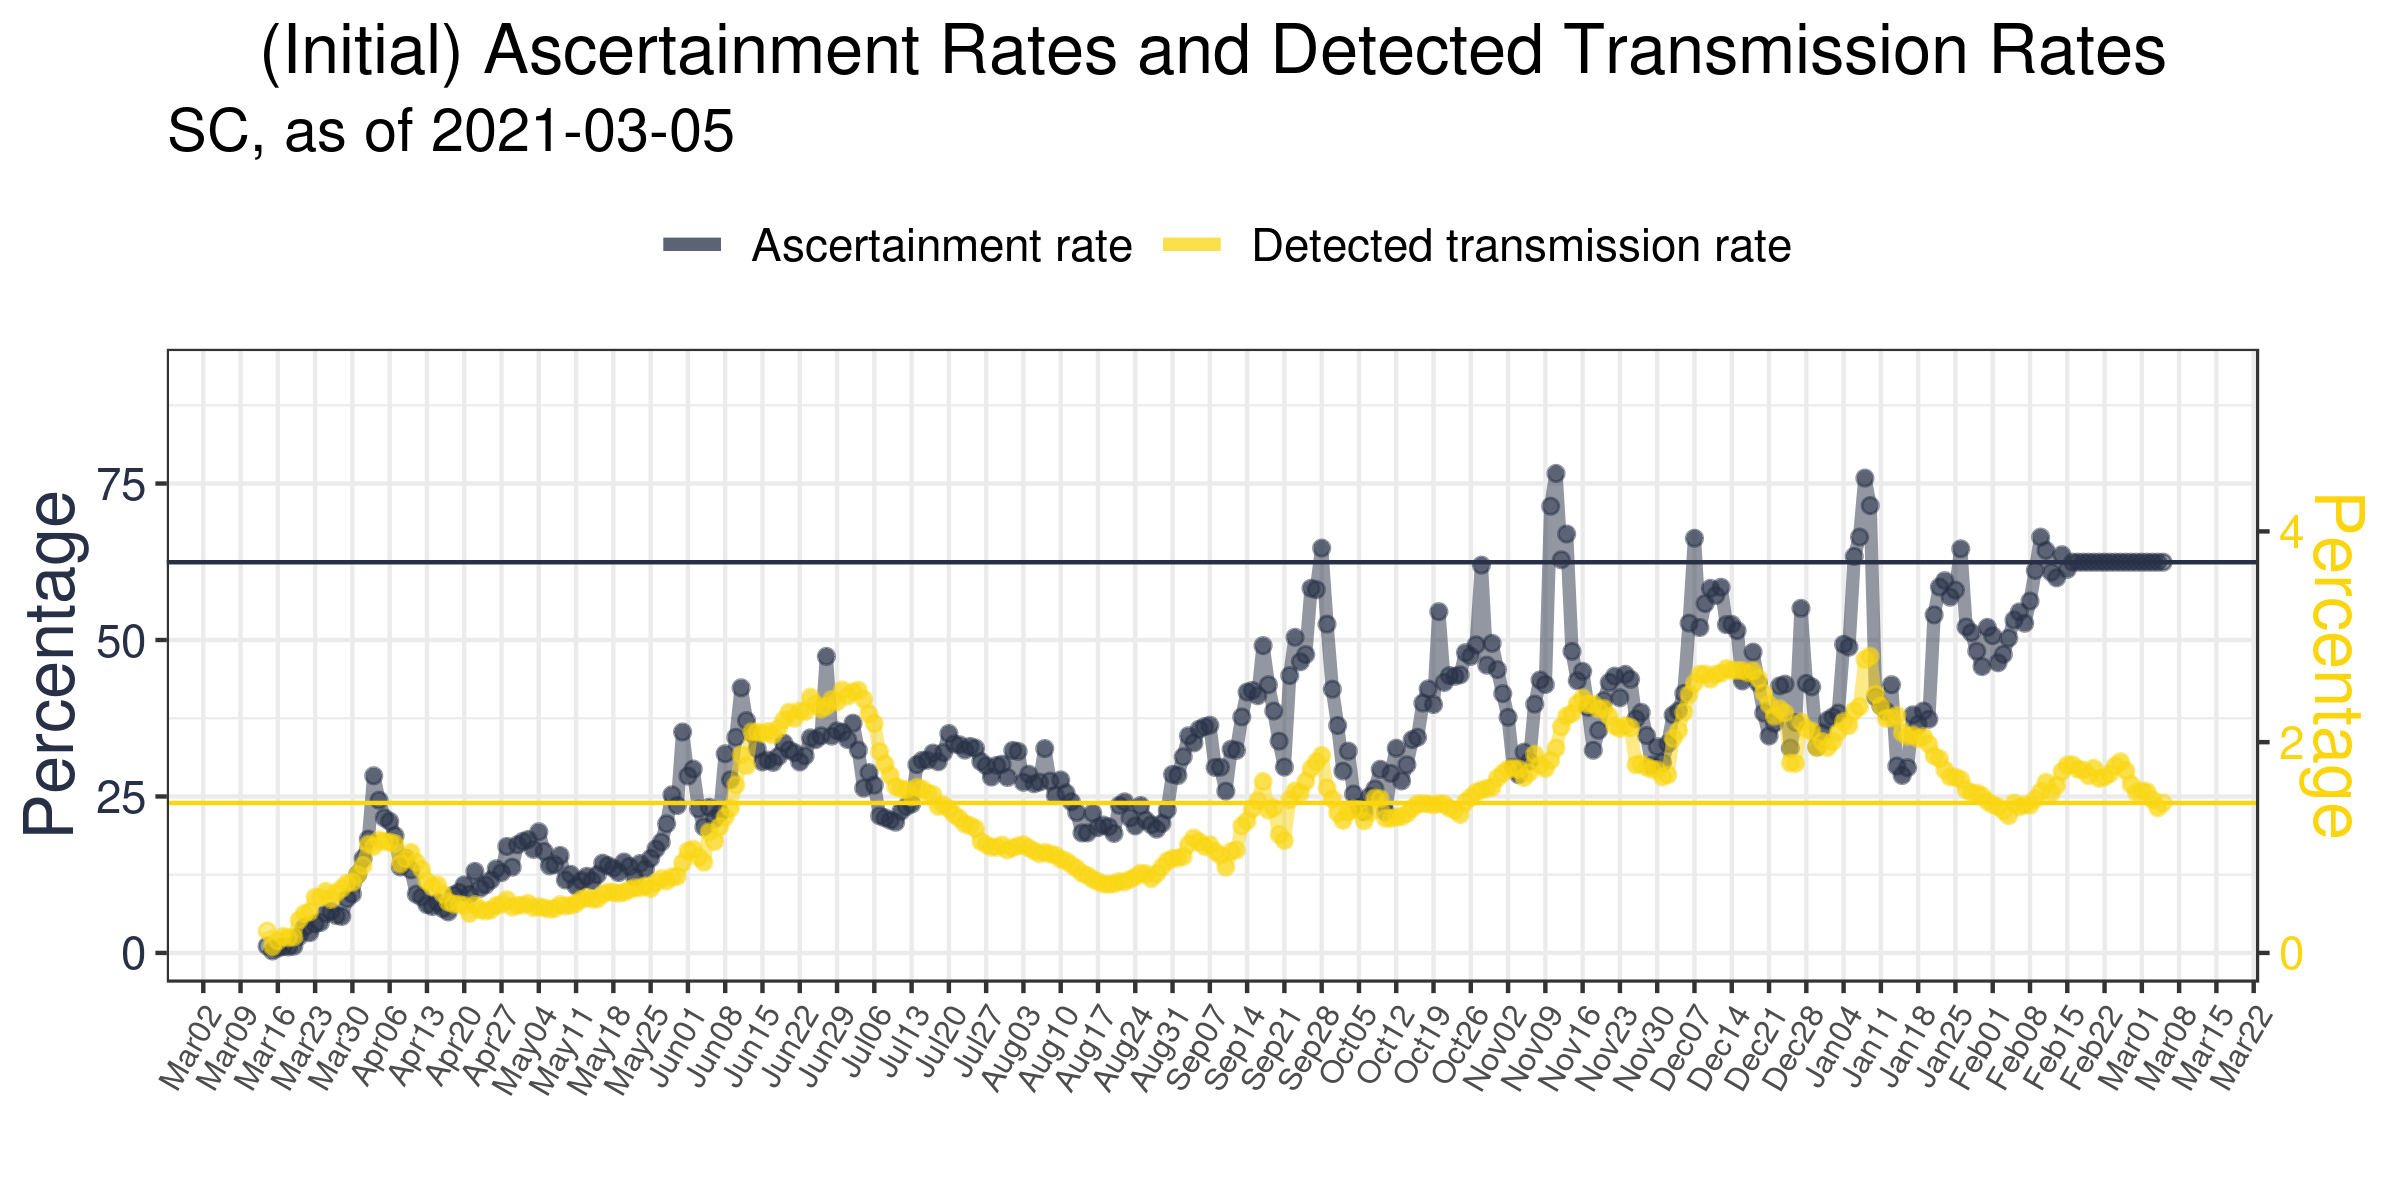 (Initial) Ascertainment Rates and Detected Transmission Rates
SC, as of 2021-03-05
Ascertainment rate Detected transmission rate
Percentage
75
50
25
0
4
2
0
Percentage
Mar02 Mar09 Mar16 Mar23 Mar30 Apr06 Apr13 Apr20 Apr27 May04 May11 May18 May25 Jun01 Jun08 Jun15 Jun22 Jun29 Jul06 Jul13 Jul20 Jul27 Aug03 Aug10 Aug17 Aug24 Aug31 Sep07 Sep14 Sep21 Sep28 Oct05 Oct12 Oct19 Oct26 Nov02 Nov09 Nov16 Nov23 Nov30 Dec07 Dec14 Dec21 Dec28 Jan04 Jan11 Jan18 Jan25 Feb01 Feb08 Feb15 Feb22 Mar01 Mar08 Mar15 Mar22